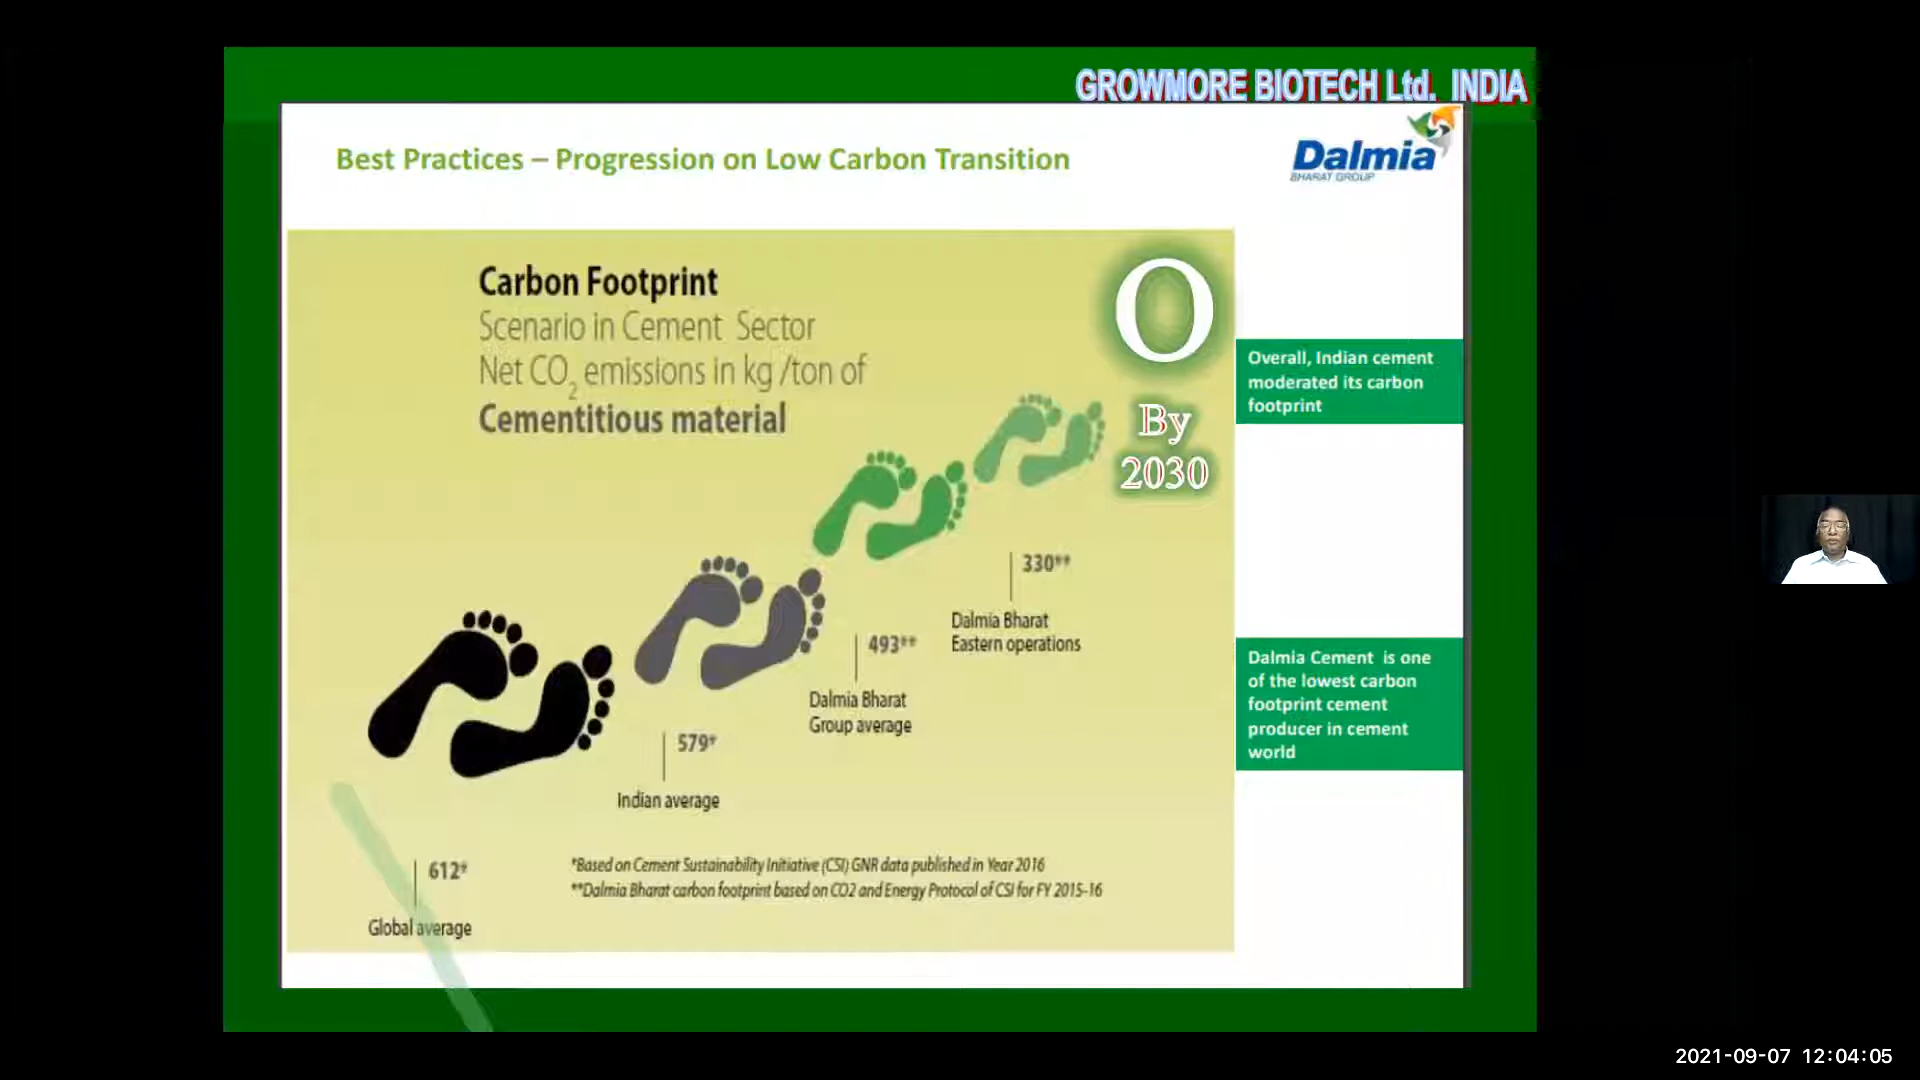 GROWMORE BIOTECH Ltd. INDIA
Best Practices – Progression on Low Carbon Transition
Dalmia
BHARAT GROUP
Carbon Footprint
Scenario in Cement Sector
Net CO2 emissions in kg /ton of
Cementitious material
O
By
2030
Overall, Indian cement
moderated its carbon
footprint
330**
Dalmia Bharat
Eastern operations
493**
Dalmia Bharat
Group average
Dalmia Cement is one
of the lowest carbon
footprint cement
producer in cement
world
579*
Indian average
612*
Global average
*Based on Cement Sustainability Initiative (CSI) GNR data published in Year 2016
**Dalmia Bharat carbon footprint based on CO2 and Energy Protocol of CSI for FY 2015-16
2021-09-07 12:04:05